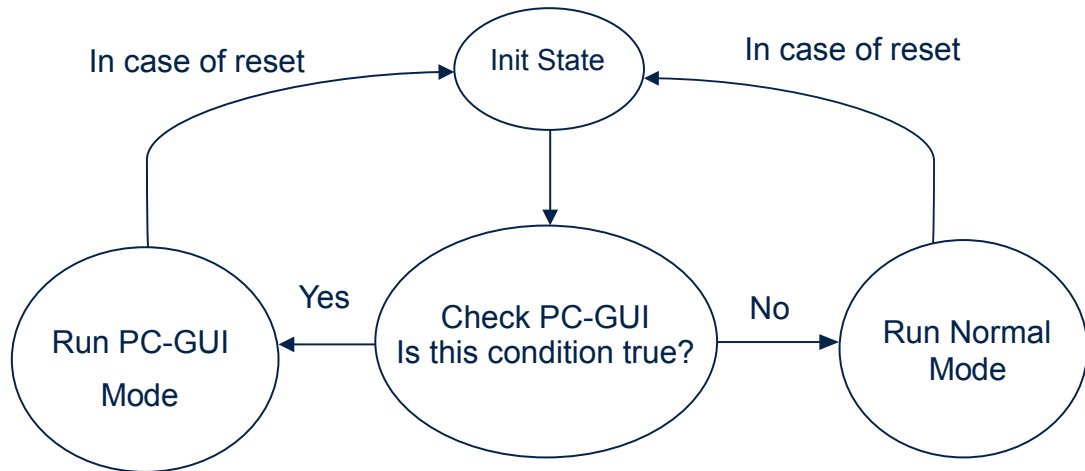 In case of reset
Init State
In case of reset
Yes
Check PC-GUI
Is this condition true?
No
Run PC-GUI
Mode
Run Normal
Mode